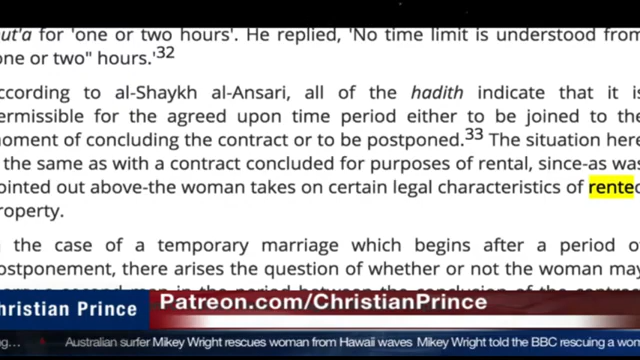 ut'a for 'one or two hours'. He replied, 'No time limit is understood from
one or two" hours.'32
ccording to al-Shaykh al-Ansari, all of the hadith indicate that it is
ermissible for the agreed upon time period either to be joined to the
moment of concluding the contract or to be postponed.33 The situation here
the same as with a contract concluded for purposes of rental, since-as was
ointed out above-the woman takes on certain legal characteristics of rented
roperty.
the case of a temporary marriage which begins after a period of
ostponement, there arises the question of whether or not the woman may
Christian Prince
Patreon.com/ChristianPrince
ng... Australian surfer Mikey Wright rescues woman from Hawaii waves Mikey Wright told the BBC rescuing a wo